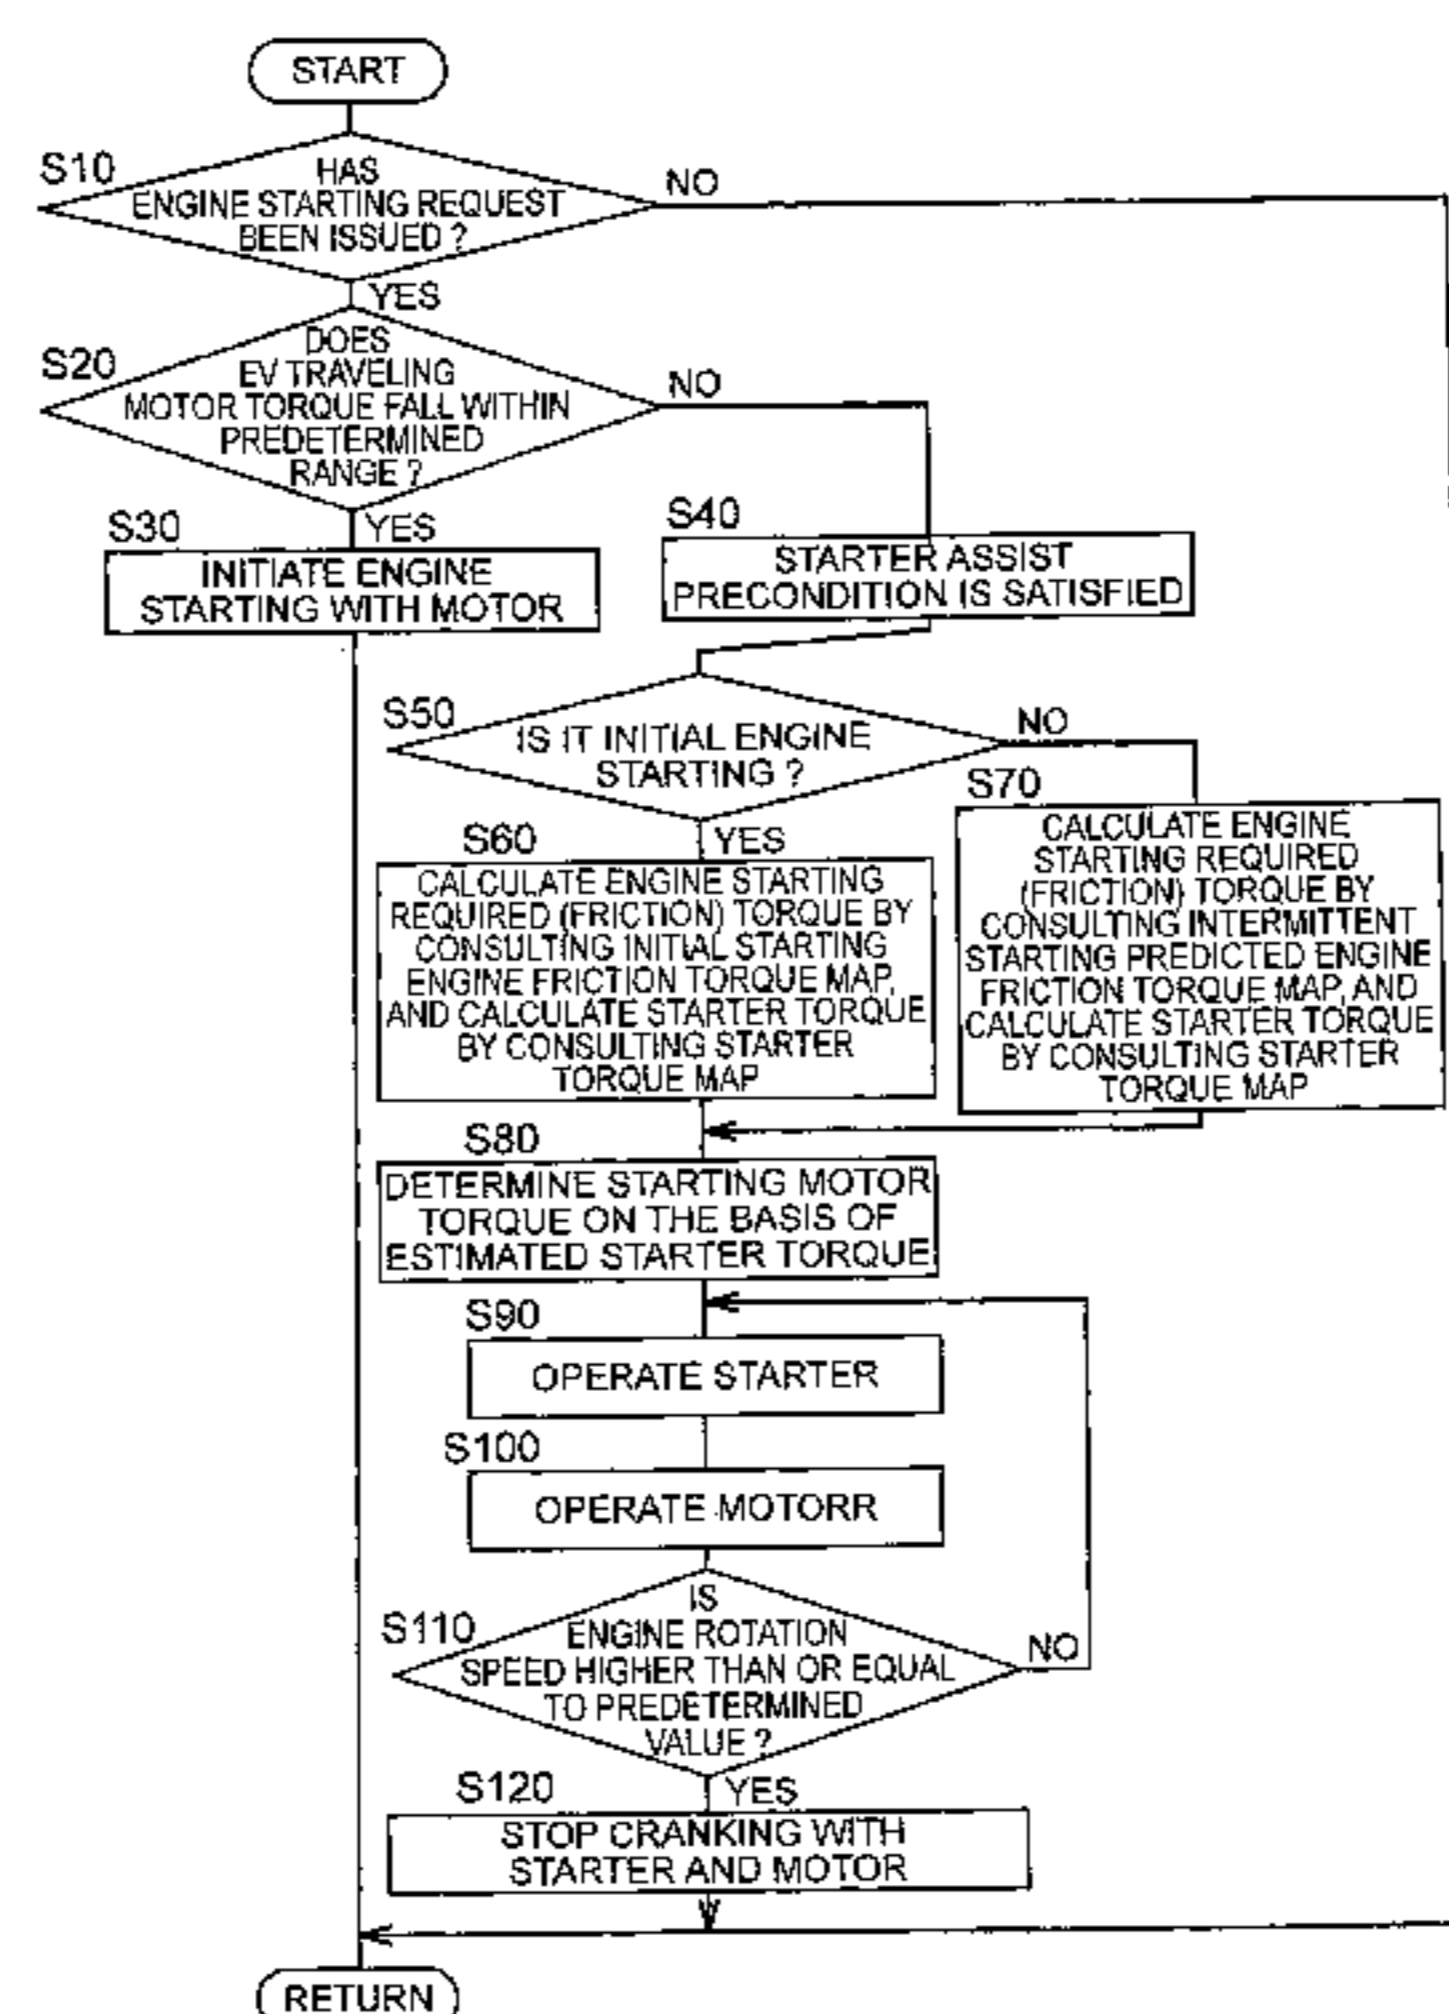 START
S10
HAS
ENGINE STARTING REQUEST
BEEN ISSUED ?
NO
YES
S20
DOES
EV TRAVELING
MOTOR TORQUE FALL WITHIN
PREDETERMINED
RANGE ?
NO
YES
S30
INITIATE ENGINE
STARTING WITH MOTOR
S40
STARTER ASSIST
PRECONDITION IS SATISFIED
S50
IS IT INITIAL ENGINE
STARTING ?
NO
YES
S60
CALCULATE ENGINE STARTING
REQUIRED (FRICTION) TORQUE BY
CONSULTING INITIAL STARTING
ENGINE FRICTION TORQUE MAP,
AND CALCULATE STARTER TORQUE
BY CONSULTING STARTER
TORQUE MAP
S70
CALCULATE ENGINE
STARTING REQUIRED
(FRICTION) TORQUE BY
CONSULTING INTERMITTENT
STARTING PREDICTED ENGINE
FRICTION TORQUE MAP, AND
CALCULATE STARTER TORQUE
BY CONSULTING STARTER
TORQUE MAP
S80
DETERMINE STARTING MOTOR
TORQUE ON THE BASIS OF
ESTIMATED STARTER TORQUE
S90
OPERATE STARTER
S100
OPERATE MOTORR
S110
IS
ENGINE ROTATION
SPEED HIGHER THAN OR EQUAL
TO PREDETERMINED
VALUE ?
NO
YES
S120
STOP CRANKING WITH
STARTER AND MOTOR
RETURN